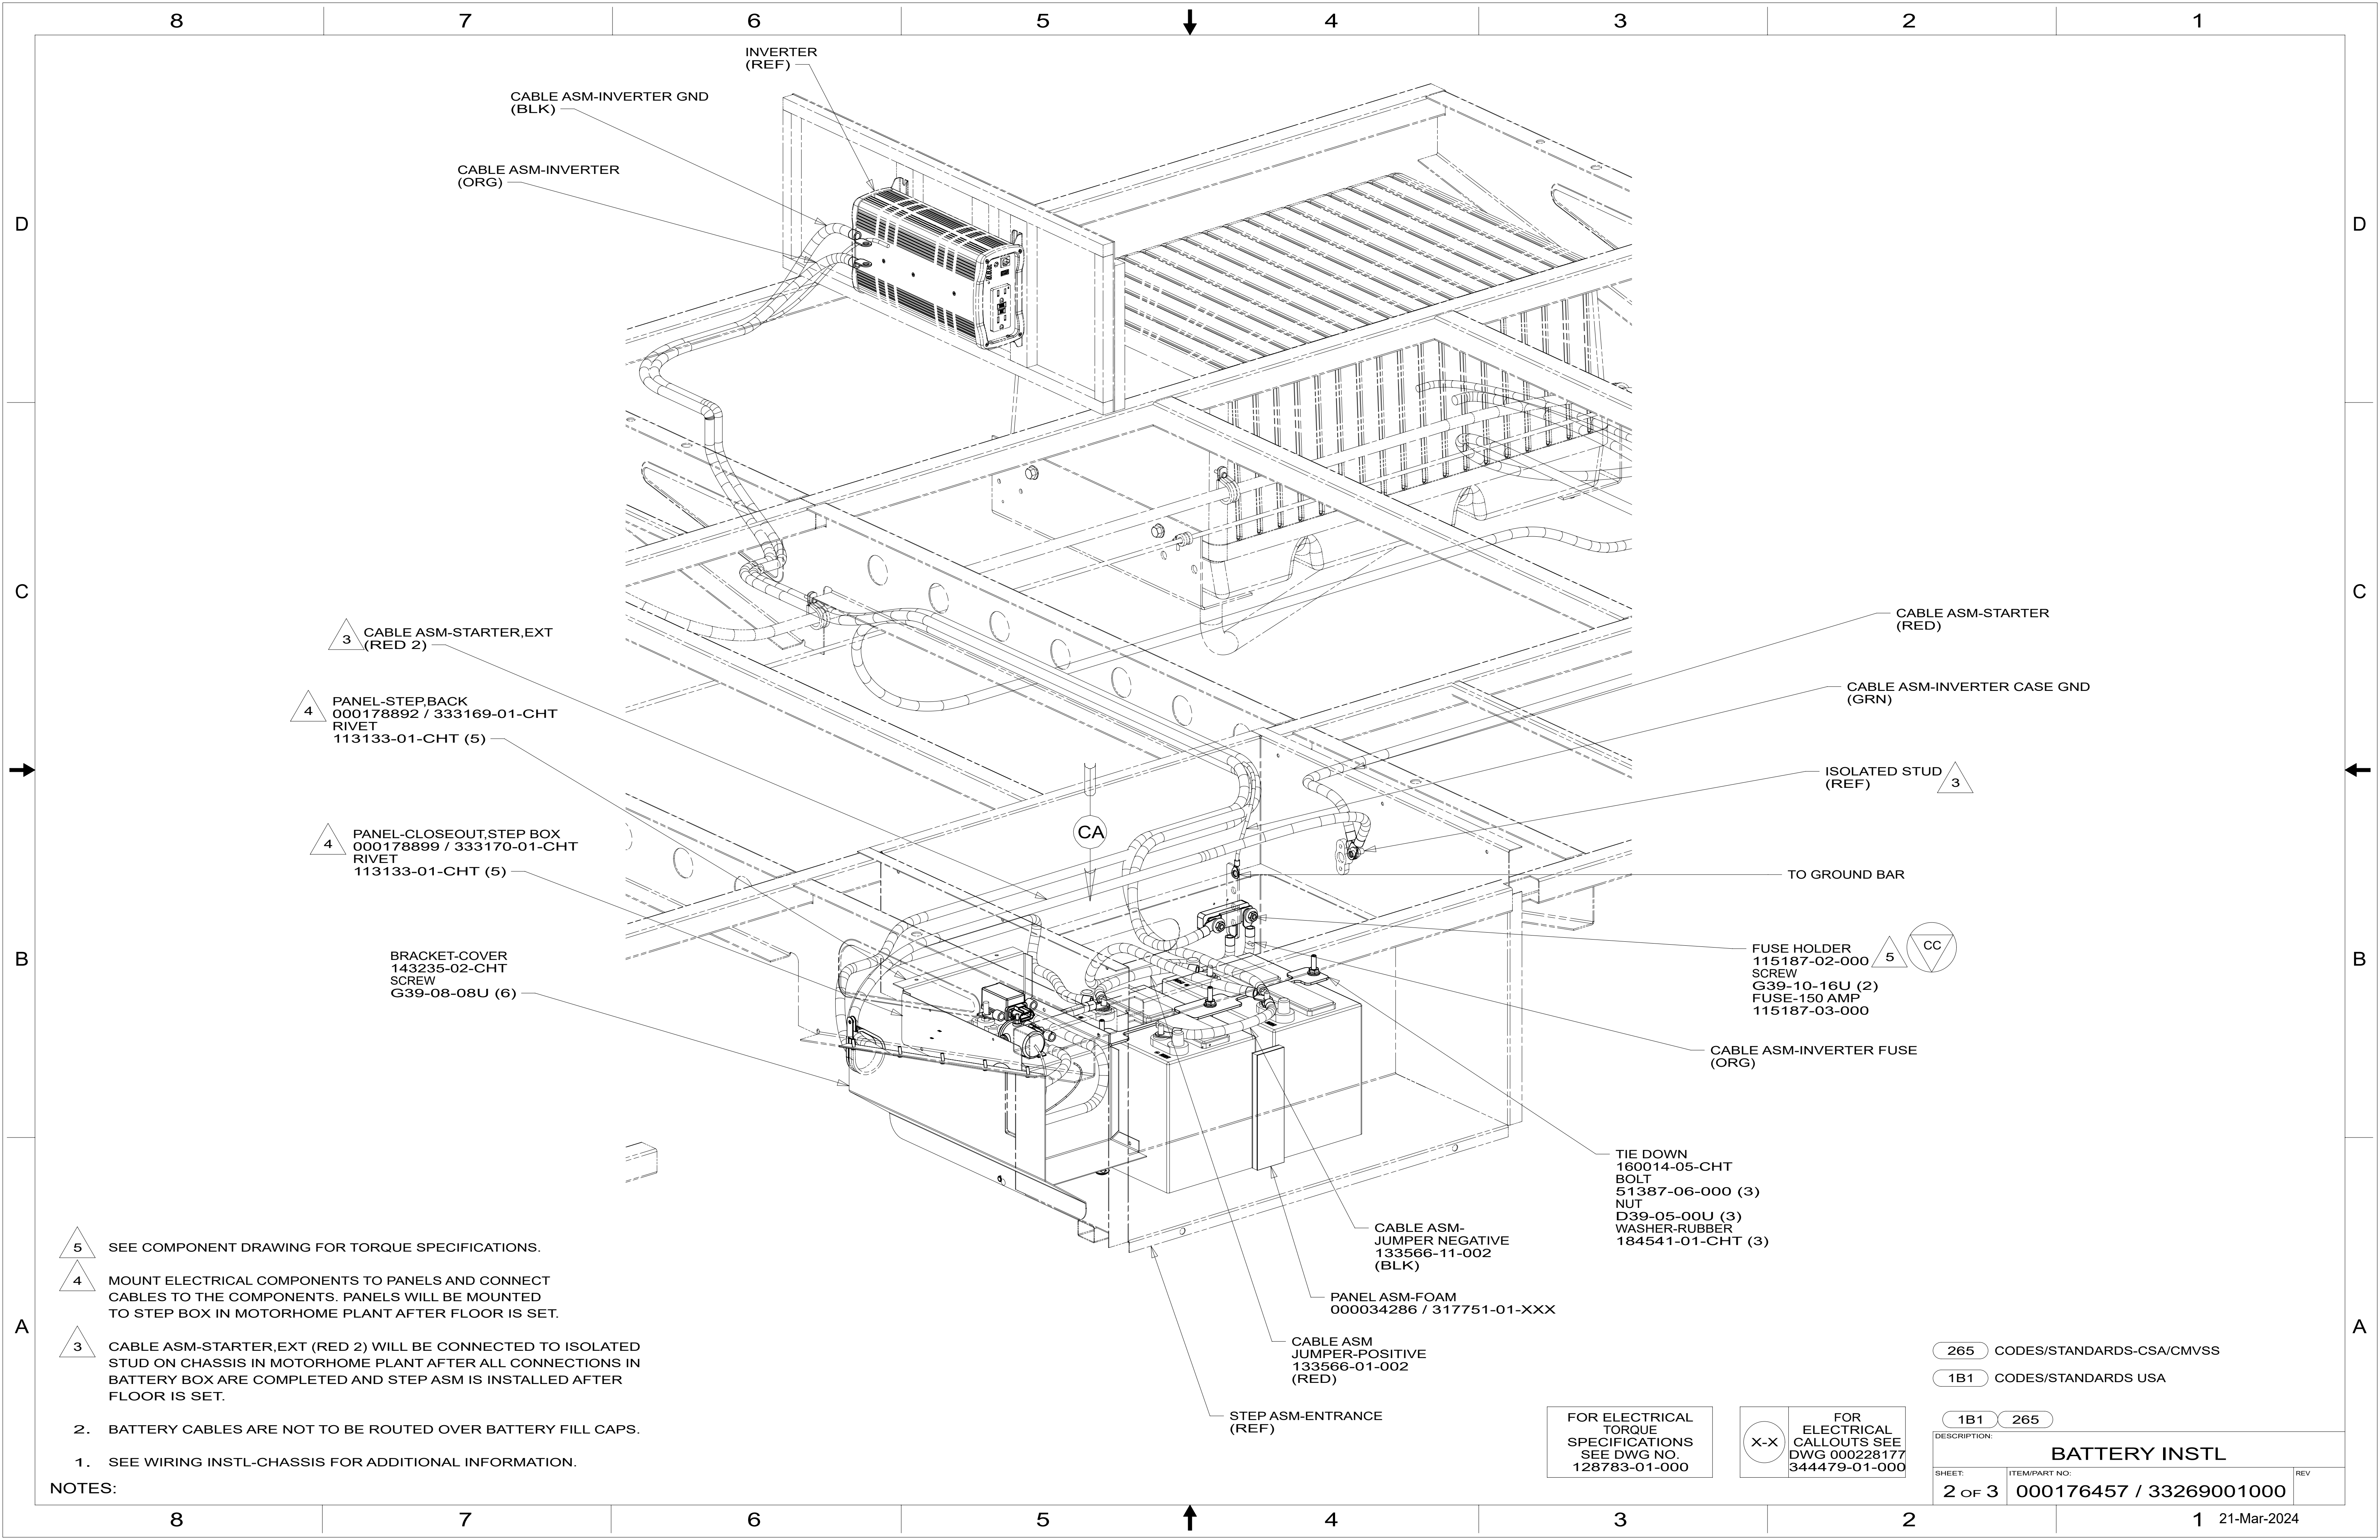 8 7 6 5 4 3 2 1
INVERTER
(REF)
CABLE ASM-INVERTER GND
(BLK)
CABLE ASM-INVERTER
(ORG)
D
D
C
C
3
CABLE ASM-STARTER,EXT
(RED 2)
CABLE ASM-STARTER
(RED)
4
PANEL-STEP,BACK
000178892 / 333169-01-CHT
RIVET
113133-01-CHT (5)
CABLE ASM-INVERTER CASE GND
(GRN)
ISOLATED STUD
(REF)
3
CA
4
PANEL-CLOSEOUT,STEP BOX
000178899 / 333170-01-CHT
RIVET
113133-01-CHT (5)
TO GROUND BAR
B
B
BRACKET-COVER
143235-02-CHT
SCREW
G39-08-08U (6)
FUSE HOLDER
115187-02-000
SCREW
G39-10-16U (2)
FUSE-150 AMP
115187-03-000
5
CC
CABLE ASM-INVERTER FUSE
(ORG)
TIE DOWN
160014-05-CHT
BOLT
51387-06-000 (3)
NUT
D39-05-00U (3)
WASHER-RUBBER
184541-01-CHT (3)
CABLE ASM-
JUMPER NEGATIVE
133566-11-002
(BLK)
PANEL ASM-FOAM
000034286 / 317751-01-XXX
CABLE ASM
JUMPER-POSITIVE
133566-01-002
(RED)
STEP ASM-ENTRANCE
(REF)
A
A
5 SEE COMPONENT DRAWING FOR TORQUE SPECIFICATIONS.
4 MOUNT ELECTRICAL COMPONENTS TO PANELS AND CONNECT
CABLES TO THE COMPONENTS. PANELS WILL BE MOUNTED
TO STEP BOX IN MOTORHOME PLANT AFTER FLOOR IS SET.
3 CABLE ASM-STARTER,EXT (RED 2) WILL BE CONNECTED TO ISOLATED
STUD ON CHASSIS IN MOTORHOME PLANT AFTER ALL CONNECTIONS IN
BATTERY BOX ARE COMPLETED AND STEP ASM IS INSTALLED AFTER
FLOOR IS SET.
2. BATTERY CABLES ARE NOT TO BE ROUTED OVER BATTERY FILL CAPS.
1. SEE WIRING INSTL-CHASSIS FOR ADDITIONAL INFORMATION.
NOTES:
FOR ELECTRICAL
TORQUE
SPECIFICATIONS
SEE DWG NO.
128783-01-000
X-X
FOR
ELECTRICAL
CALLOUTS SEE
DWG 000228177
344479-01-000
265 CODES/STANDARDS-CSA/CMVSS
1B1 CODES/STANDARDS USA
1B1 265
DESCRIPTION:
BATTERY INSTL
SHEET: ITEM/PART NO: REV
2 OF 3 000176457 / 33269001000
8 7 6 5 4 3 2 1
21-Mar-2024